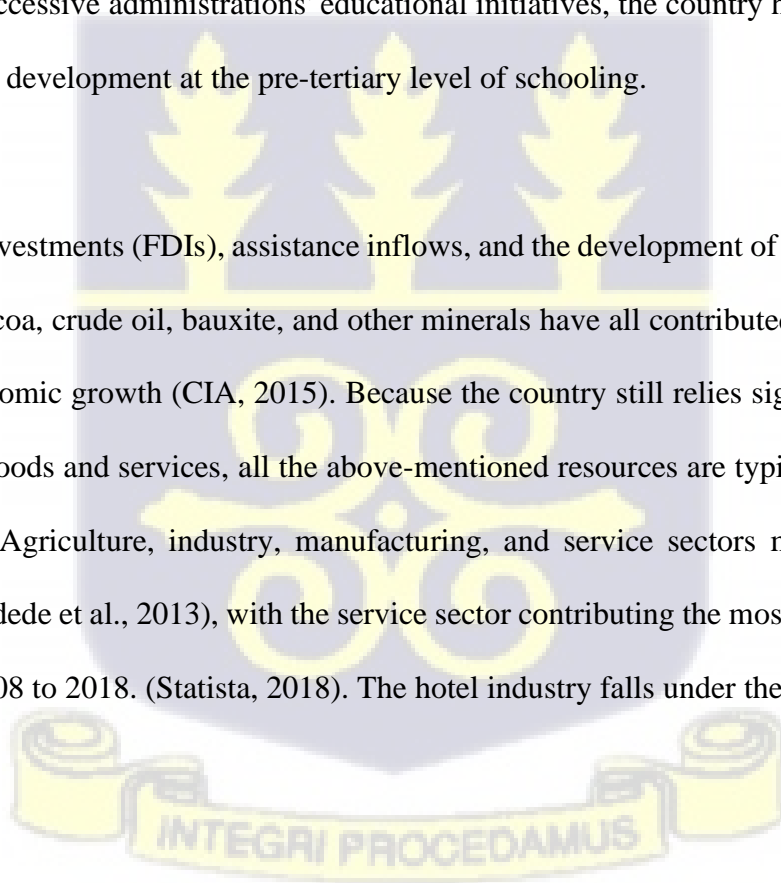 ccessive administrations' educational initiatives, the country h
development at the pre-tertiary level of schooling.
vestments (FDIs), assistance inflows, and the development of
coa, crude oil, bauxite, and other minerals have all contributed
omic growth (CIA, 2015). Because the country still relies sig
oods and services, all the above-mentioned resources are typi
Agriculture, industry, manufacturing, and service sectors m
dede et al., 2013), with the service sector contributing the mos
08 to 2018. (Statista, 2018). The hotel industry falls under the
INTEGRI PROCEDAMUS